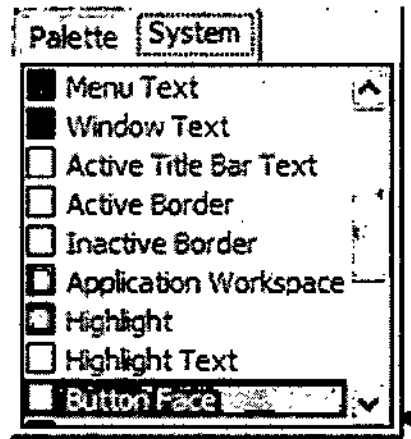 Palette System
Menu Text
Window Text
Active Title Bar Text
Active Border
Inactive Border
Application Workspace
Highlight
Highlight Text
Button Face